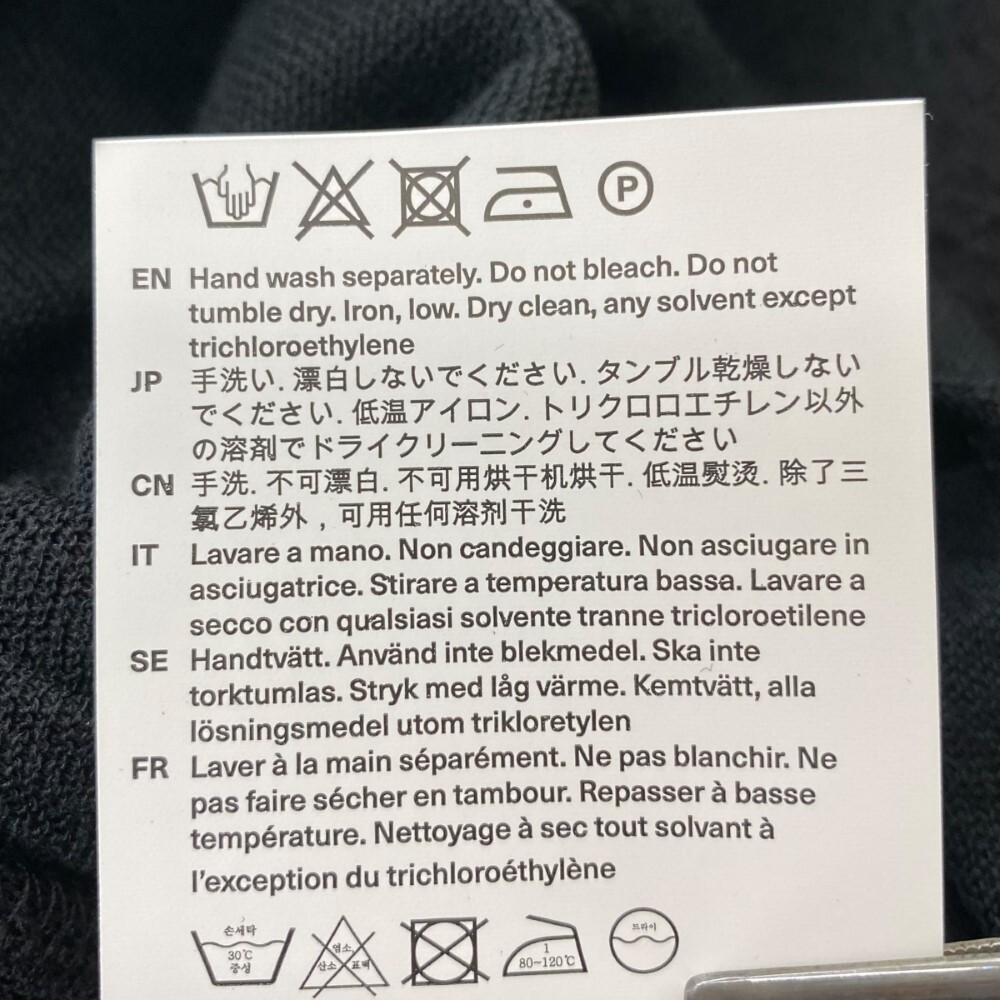 P
EN Hand wash separately. Do not bleach. Do not
tumble dry. Iron, low. Dry clean, any solvent except
trichloroethylene
JP 手洗い. 漂白しないでください. タンブル乾燥しない
でください. 低温アイロン. トリクロロエチレン以外
の溶剤でドライクリーニングしてください
CN 手洗. 不可漂白. 不可用烘干机烘干. 低温熨烫. 除了三
氯乙烯外，可用任何溶剂干洗
IT Lavare a mano. Non candeggiare. Non asciugare in
asciugatrice. Stirare a temperatura bassa. Lavare a
secco con qualsiasi solvente tranne tricloroetilene
SE Handtvätt. Använd inte blekmedel. Ska inte
torktumlas. Stryk med låg värme. Kemtvätt, alla
lösningsmedel utom trikloretylen
FR Laver à la main séparément. Ne pas blanchir. Ne
pas faire sécher en tambour. Repasser à basse
température. Nettoyage à sec tout solvant à
l'exception du trichloroéthylène
손세탁
30℃
중성
염소,
산소 표백
1
80~120℃
드라이